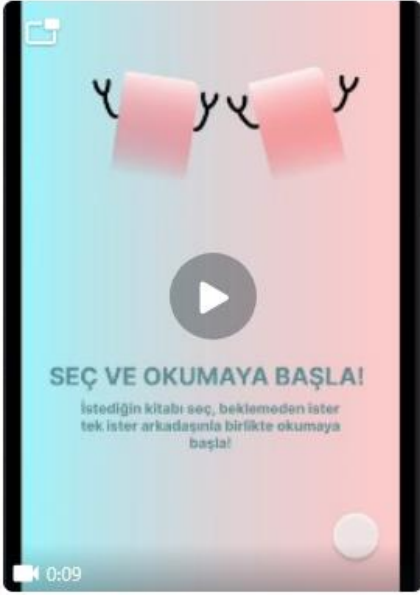 SEÇ VE OKUMAYA BAŞLA!
İstediğin kitabı seç, beklemeden ister
tek ister arkadaşınla birlikte okumaya
başla!
0:09